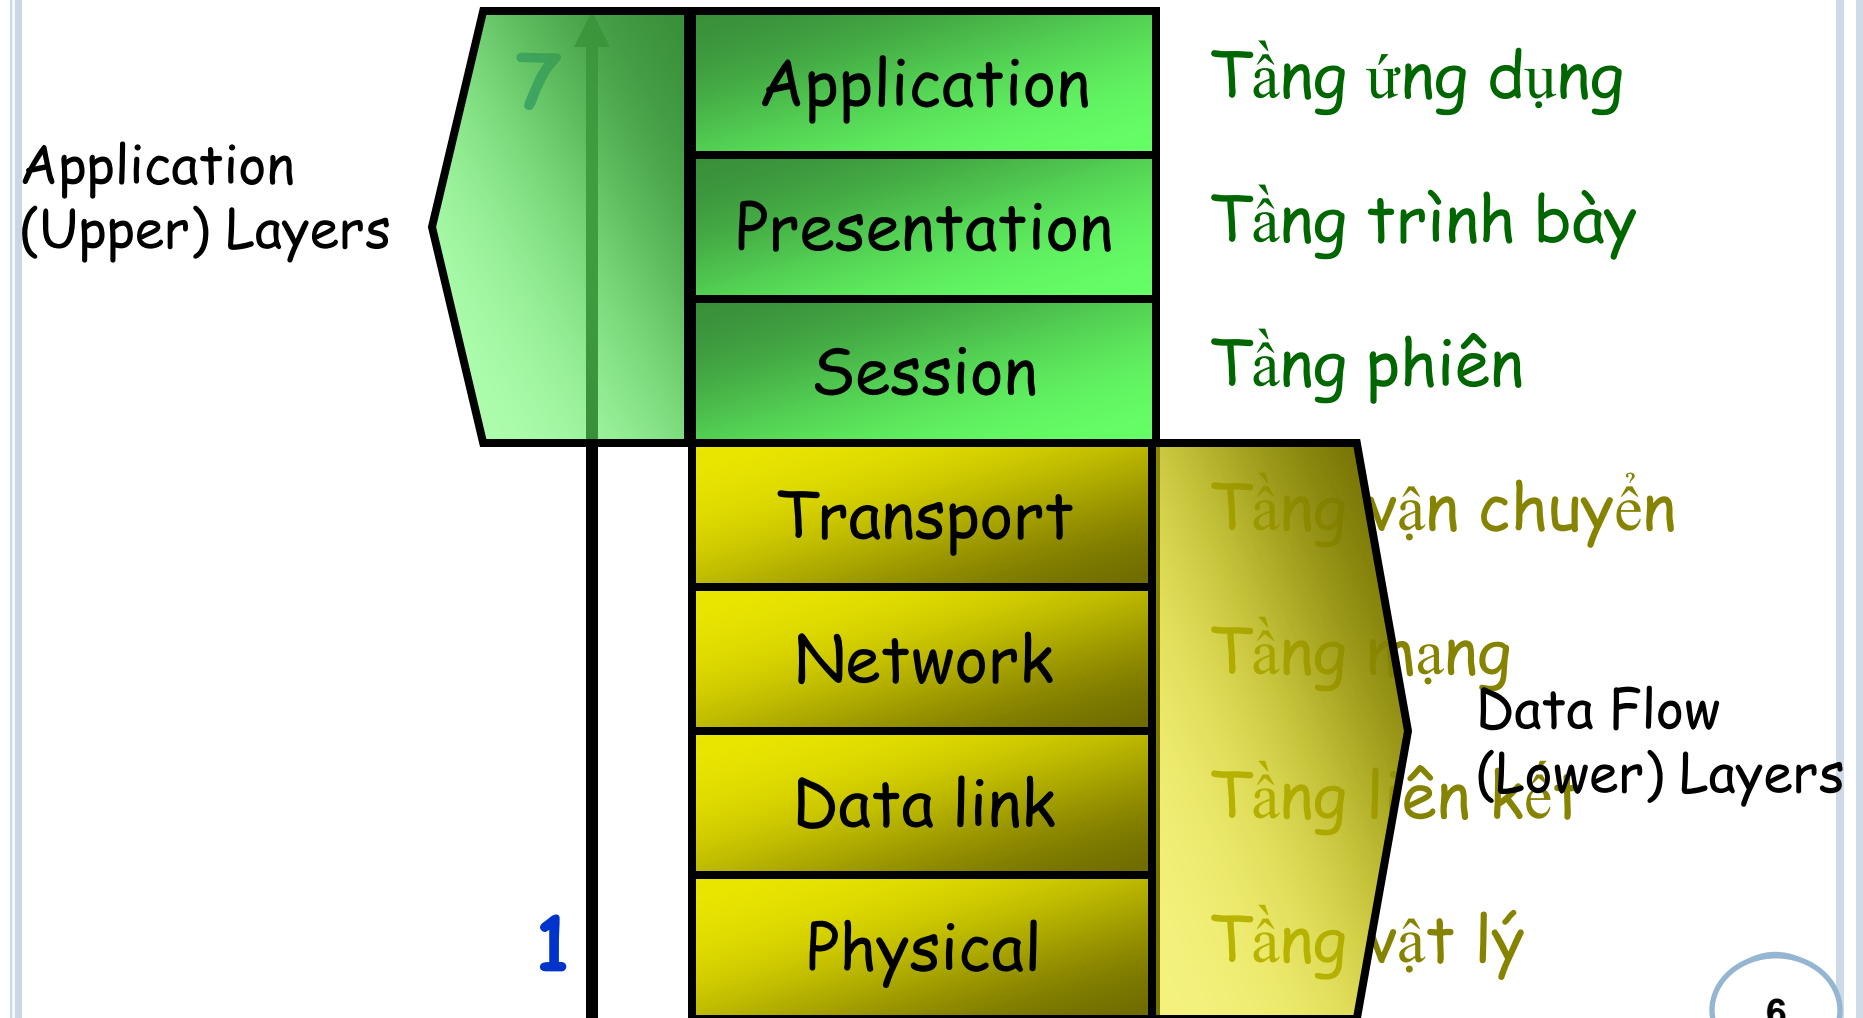 7
Application
Tầng ứng dụng
Application
(Upper) Layers
Presentation
Tầng trình bày
Session
Tầng phiên
Transport
Tầng vận chuyển
Network
Tầng mạng
Data Flow
(Lower) Layers
Data link
Tầng liên kết
1
Physical
Tầng vật lý
6